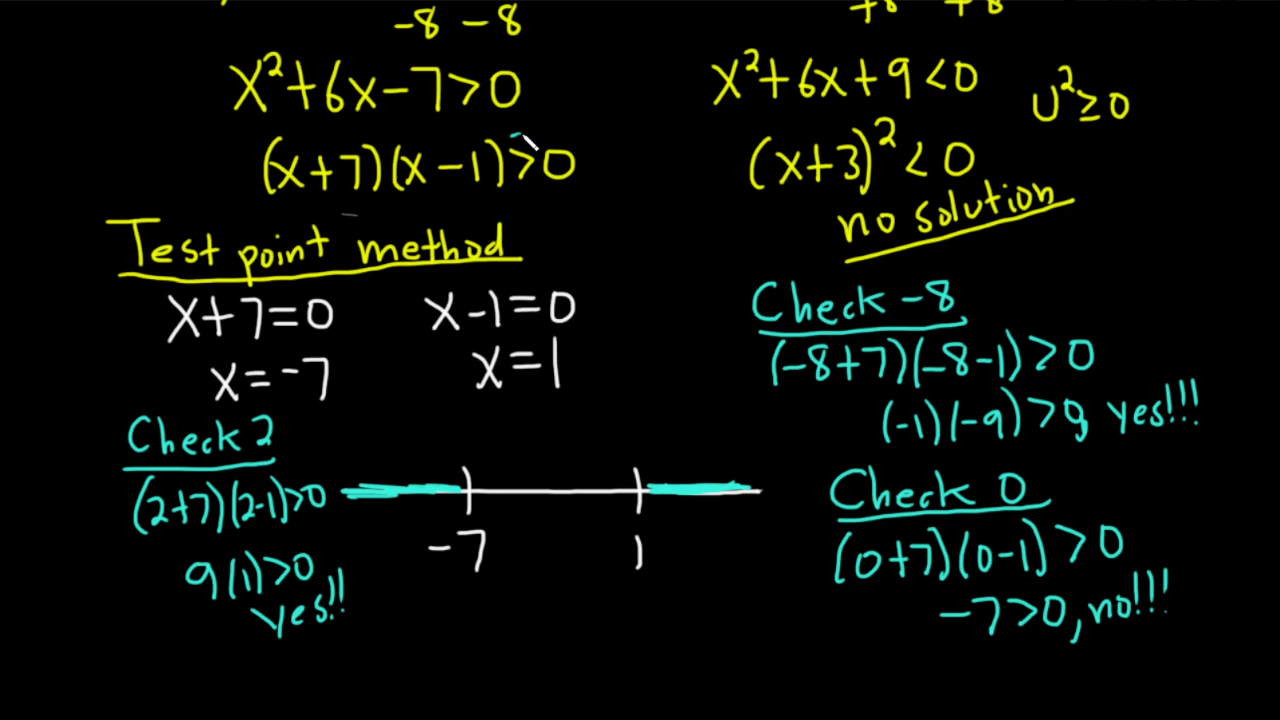 -8 -8
x²+6x-7>0
(x+7)(x-1)>0
Test point method
x+7=0 x-1=0
x=-7 x=1
Check 2
(2+7)(2-1)>0
9(1)>0
yes!!
-7 1
+8 +8
x²+6x+9<0 U²≥0
(x+3)²<0
no solution
Check -8
(-8+7)(-8-1)>0
(-1)(-9)>0, yes!!!
Check 0
(0+7)(0-1)>0
-7>0, no!!!